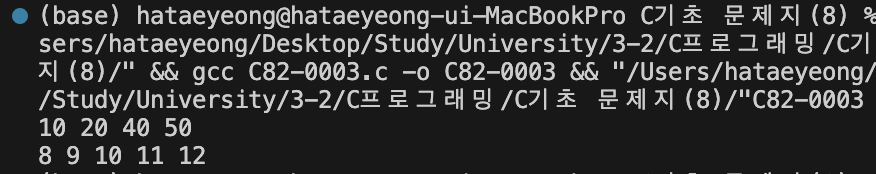 (base) hataeyeong@hataeyeong-ui-MacBookPro C기초 문제지(8) %
sers/hataeyeong/Desktop/Study/University/3-2/C프로그래밍/C기
지(8)/" && gcc C82-0003.c -o C82-0003 && "/Users/hataeyeong/
/Study/University/3-2/C프로그래밍/C기초 문제지(8)/"C82-0003
10 20 40 50
8 9 10 11 12